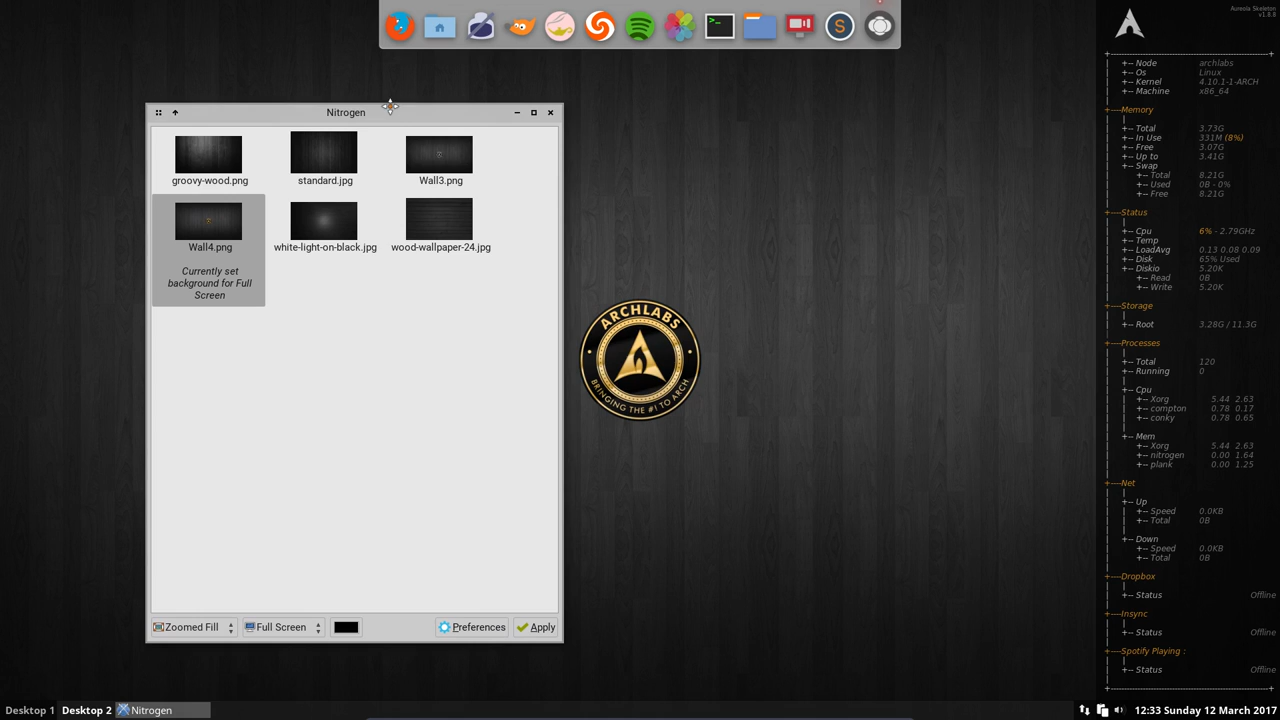 Aureola Skeleton
v1.8.8
Nitrogen
groovy-wood.png
standard.jpg
Wall3.png
Wall4.png
Currently set
background for Full
Screen
white-light-on-black.jpg
wood-wallpaper-24.jpg
Zoomed Fill
Full Screen
Preferences
Apply
ARCHLABS
BRINGING THE #! TO ARCH
>_
S
Node archlabs
Os Linux
Kernel 4.10.1-1-ARCH
Machine x86_64
Memory
Total 3.73G
In Use 331M (8%)
Free 3.07G
Up to 3.41G
Swap
Total 8.21G
Used 0B - 0%
Free 8.21G
Status
Cpu 6% - 2.79GHz
Temp
LoadAvg 0.13 0.08 0.09
Disk 65% Used
Diskio 5.20K
Read 0B
Write 5.20K
Storage
Root 3.28G / 11.3G
Processes
Total 120
Running 0
Cpu
Xorg 5.44 2.63
compton 0.78 0.17
conky 0.78 0.65
Mem
Xorg 5.44 2.63
nitrogen 0.00 1.64
plank 0.00 1.25
Net
Up
Speed 0.0KB
Total 0B
Down
Speed 0.0KB
Total 0B
Dropbox
Status Offline
Insync
Status Offline
Spotify Playing :
Status Offline
Desktop 1 Desktop 2 Nitrogen
12:33 Sunday 12 March 2017